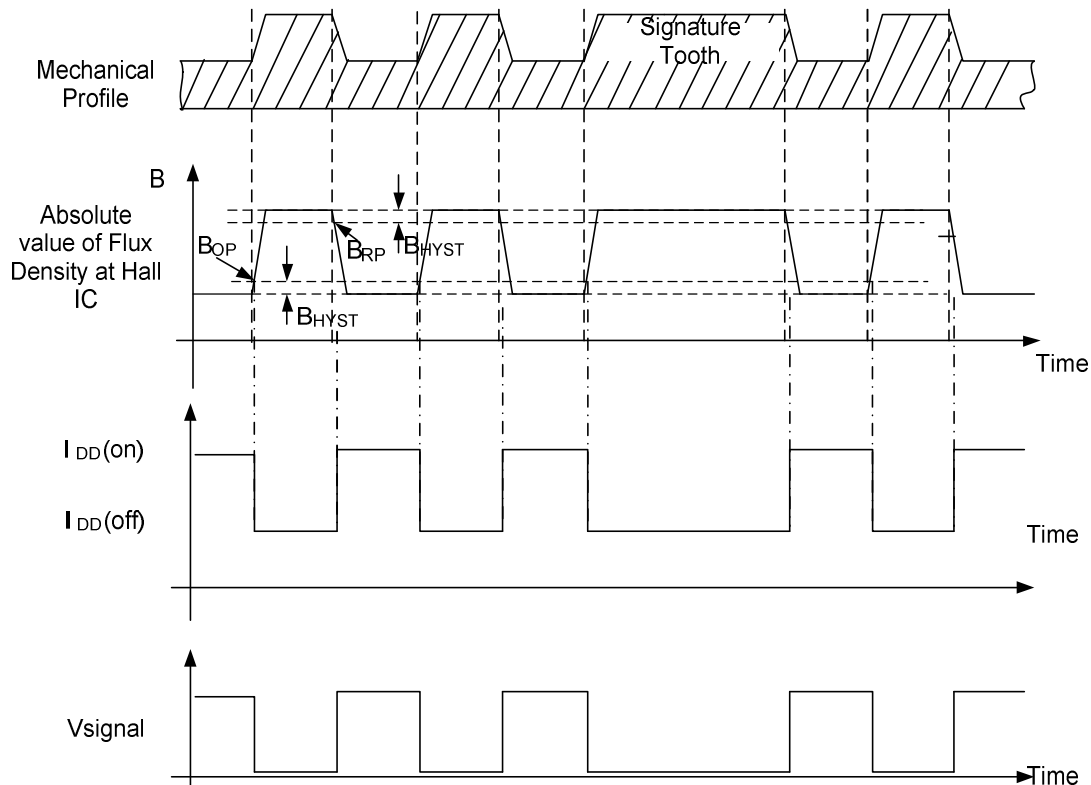 Signature
Tooth
Mechanical
Profile
B
Absolute
value of Flux
Density at Hall
IC
BOP
BRP
BHYST
BHYST
Time
IDD(on)
IDD(off)
Time
Vsignal
Time